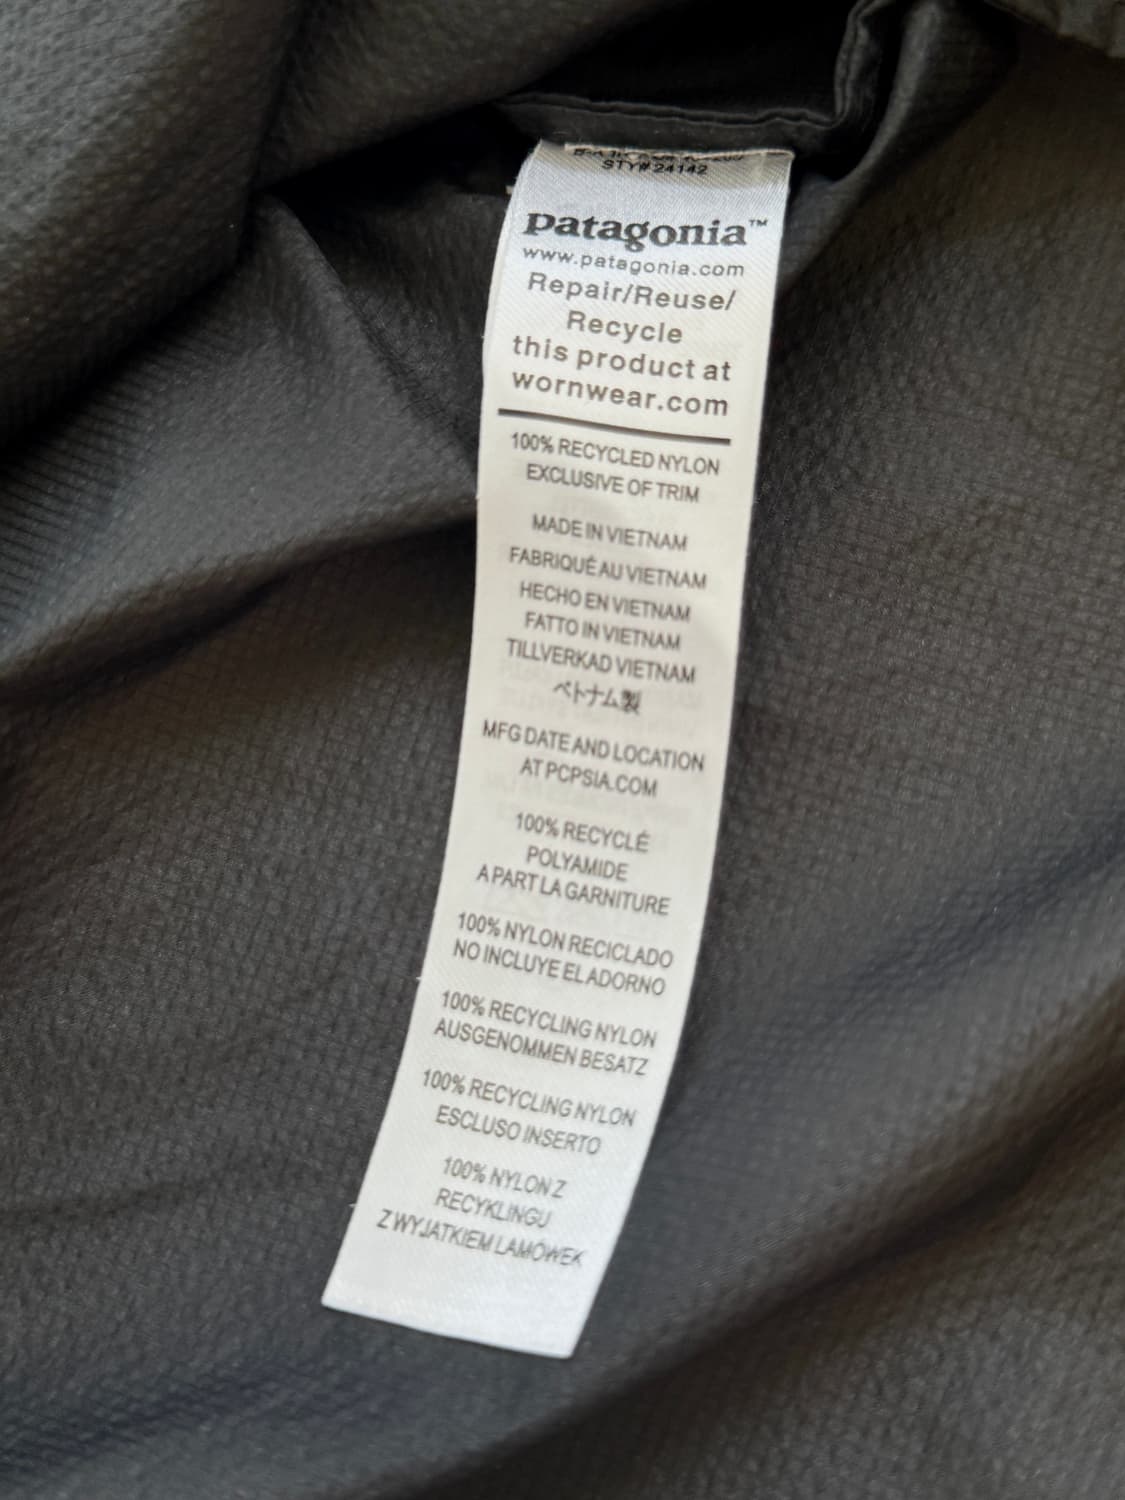 STY# 24142
patagonia™
www.patagonia.com
Repair/Reuse/
Recycle
this product at
wornwear.com
100% RECYCLED NYLON
EXCLUSIVE OF TRIM
MADE IN VIETNAM
FABRIQUÉ AU VIETNAM
HECHO EN VIETNAM
FATTO IN VIETNAM
TILLVERKAD VIETNAM
ベトナム製
MFG DATE AND LOCATION
AT PCPSIA.COM
100% RECYCLÉ
POLYAMIDE
A PART LA GARNITURE
100% NYLON RECICLADO
NO INCLUYE EL ADORNO
100% RECYCLING NYLON
AUSGENOMMEN BESATZ
100% RECYCLING NYLON
ESCLUSO INSERTO
100% NYLON Z
RECYKLINGU
Z WYJĄTKIEM LAMÓWEK